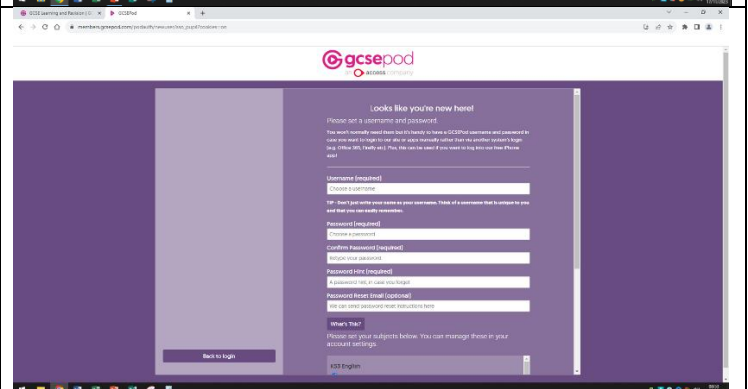 GCSE Learning and Revision | G
GCSEPod
gcsepod
an access company
Looks like you're new here!
Please set a username and password.
You won't normally need them but it's handy to have a GCSEPod username and password in
case you want to login to our site or apps manually rather than via another system's login
(e.g. Office 365, Firefly etc). Plus, this can be used if you want to log into our free iPhone
app!
Username (required)
Choose a username
TIP - Don't just write your name as your username. Think of a username that is unique to you
and that you can easily remember.
Password (required)
Choose a password
Confirm Password (required)
Retype your password
Password Hint (required)
A password hint, in case you forget
Password Reset Email (optional)
We can send password reset instructions here
What's This?
Please set your subjects below. You can manage these in your
account settings.
KS3 English
Back to login